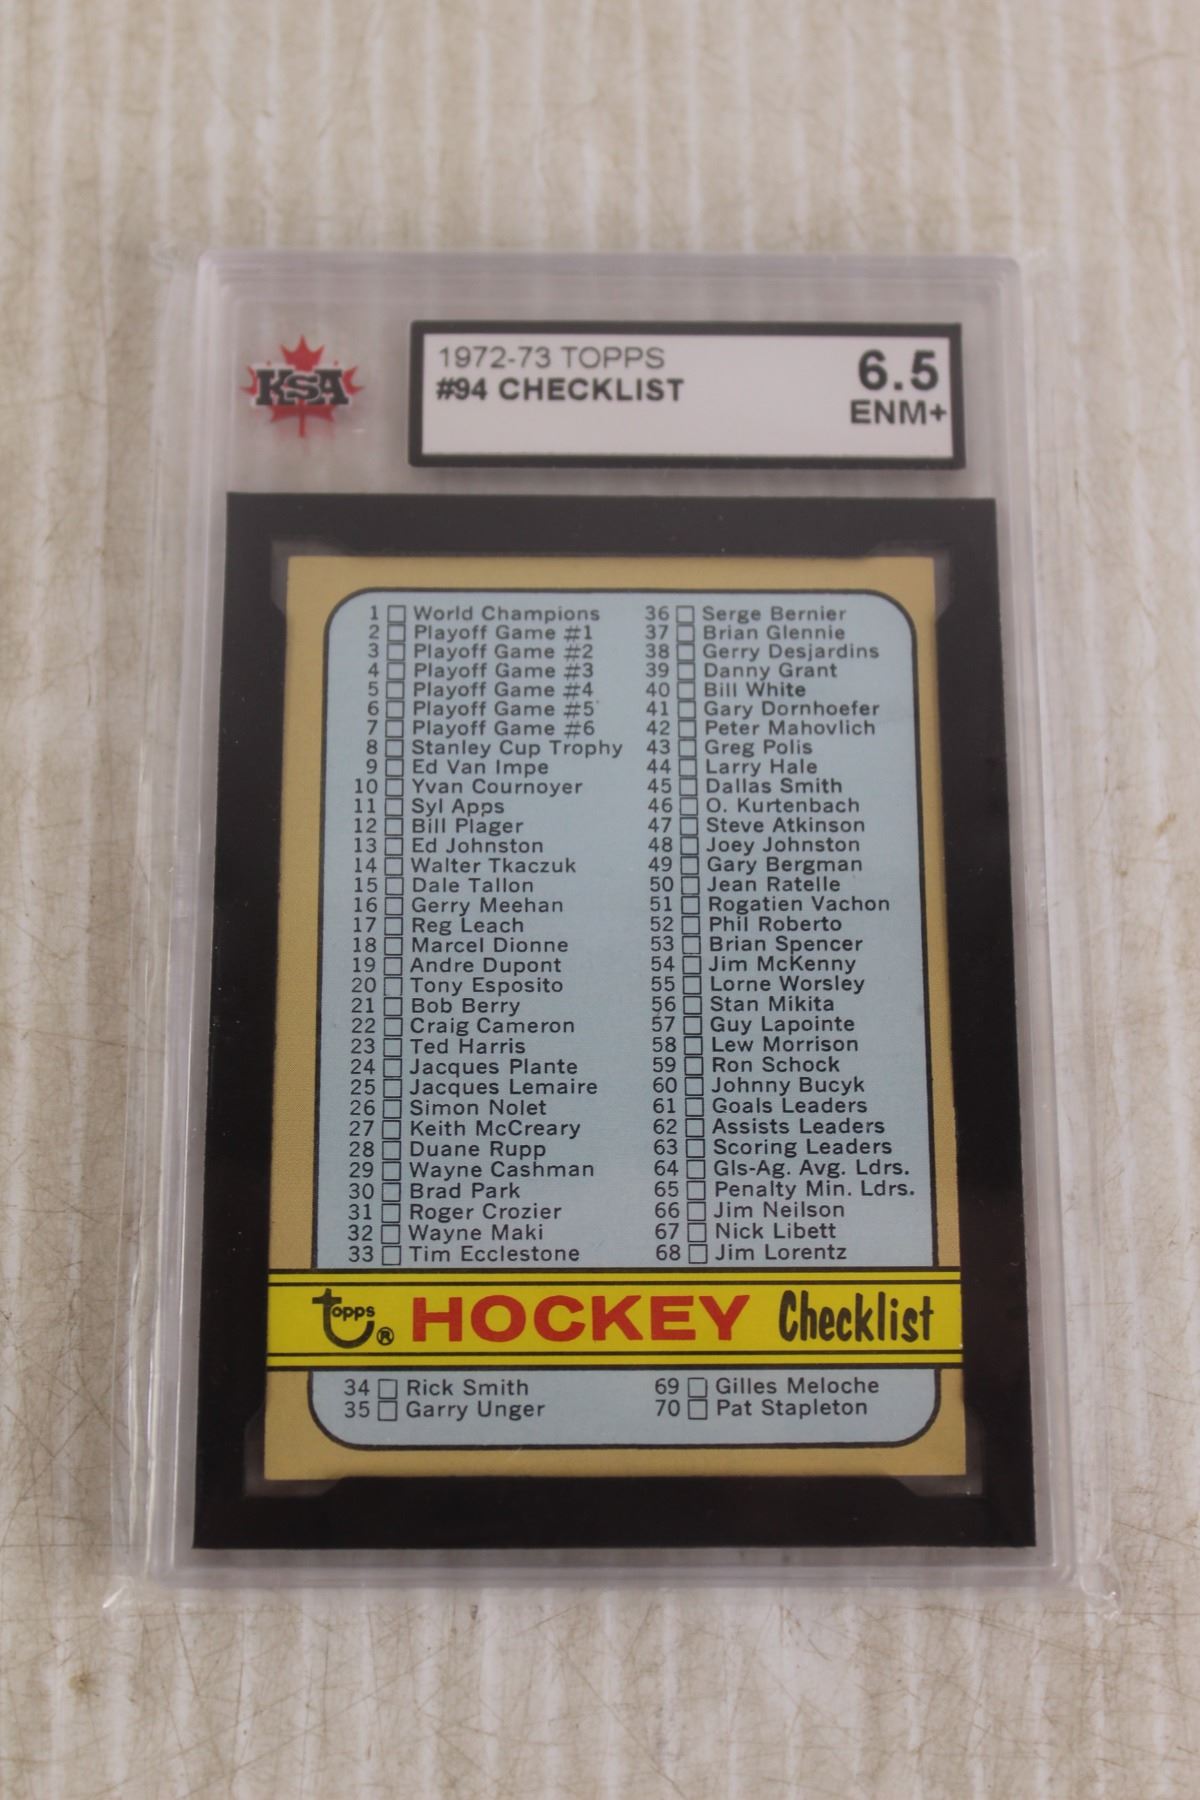 KSA
1972-73 TOPPS
#94 CHECKLIST
6.5
ENM+
1 World Champions
2 Playoff Game #1
3 Playoff Game #2
4 Playoff Game #3
5 Playoff Game #4
6 Playoff Game #5
7 Playoff Game #6
8 Stanley Cup Trophy
9 Ed Van Impe
10 Yvan Cournoyer
11 Syl Apps
12 Bill Plager
13 Ed Johnston
14 Walter Tkaczuk
15 Dale Tallon
16 Gerry Meehan
17 Reg Leach
18 Marcel Dionne
19 Andre Dupont
20 Tony Esposito
21 Bob Berry
22 Craig Cameron
23 Ted Harris
24 Jacques Plante
25 Jacques Lemaire
26 Simon Nolet
27 Keith McCreary
28 Duane Rupp
29 Wayne Cashman
30 Brad Park
31 Roger Crozier
32 Wayne Maki
33 Tim Ecclestone
36 Serge Bernier
37 Brian Glennie
38 Gerry Desjardins
39 Danny Grant
40 Bill White
41 Gary Dornhoefer
42 Peter Mahovlich
43 Greg Polis
44 Larry Hale
45 Dallas Smith
46 O. Kurtenbach
47 Steve Atkinson
48 Joey Johnston
49 Gary Bergman
50 Jean Ratelle
51 Rogatien Vachon
52 Phil Roberto
53 Brian Spencer
54 Jim McKenny
55 Lorne Worsley
56 Stan Mikita
57 Guy Lapointe
58 Lew Morrison
59 Ron Schock
60 Johnny Bucyk
61 Goals Leaders
62 Assists Leaders
63 Scoring Leaders
64 Gls-Ag. Avg. Ldrs.
65 Penalty Min. Ldrs.
66 Jim Neilson
67 Nick Libett
68 Jim Lorentz
Topps® HOCKEY Checklist
34 Rick Smith
35 Garry Unger
69 Gilles Meloche
70 Pat Stapleton